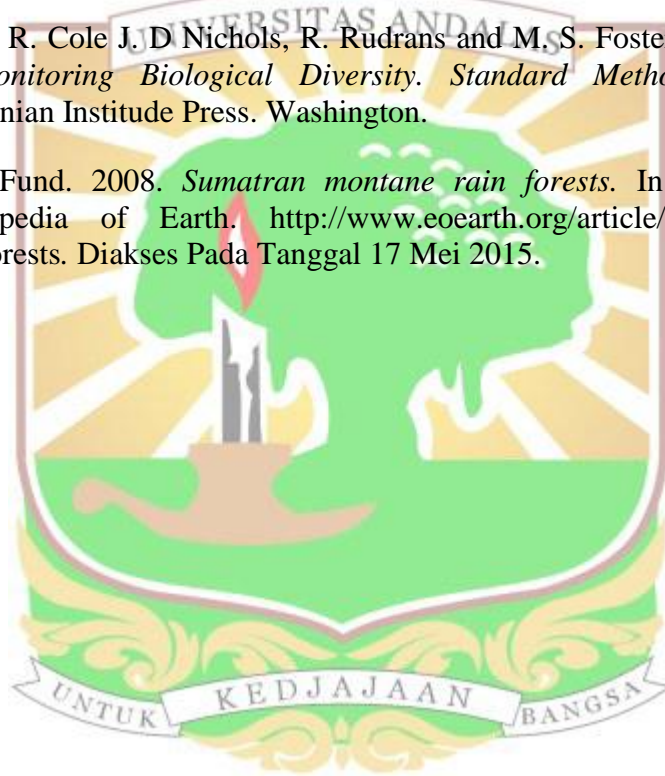 UNIVERSITAS ANDALAS
R. Cole J. D Nichols, R. Rudrans and M. S. Foste
onitoring Biological Diversity. Standard Metho
nian Institude Press. Washington.
Fund. 2008. Sumatran montane rain forests. In
pedia of Earth. http://www.eoearth.org/article/
orests. Diakses Pada Tanggal 17 Mei 2015.
UNTUK KEDJAJAAN BANGSA